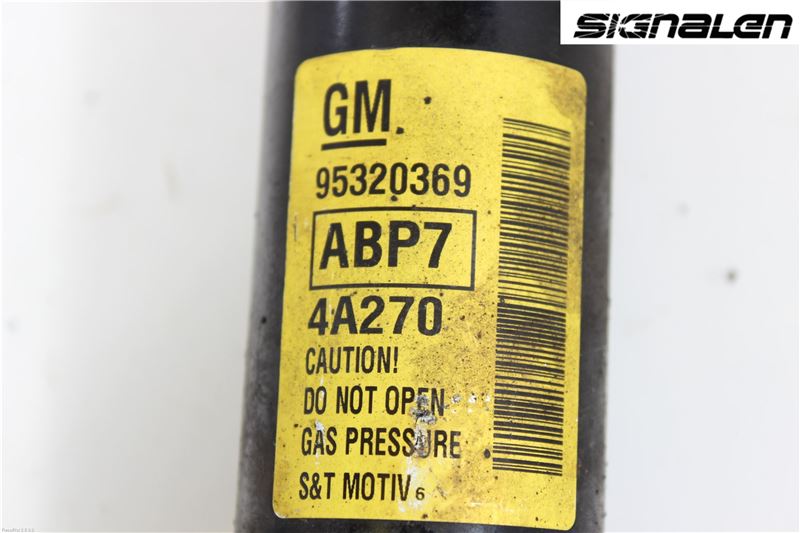 SIGNALEN
GM.
95320369
ABP7
4A270
CAUTION!
DO NOT OPEN
GAS PRESSURE
S&T MOTIV 6